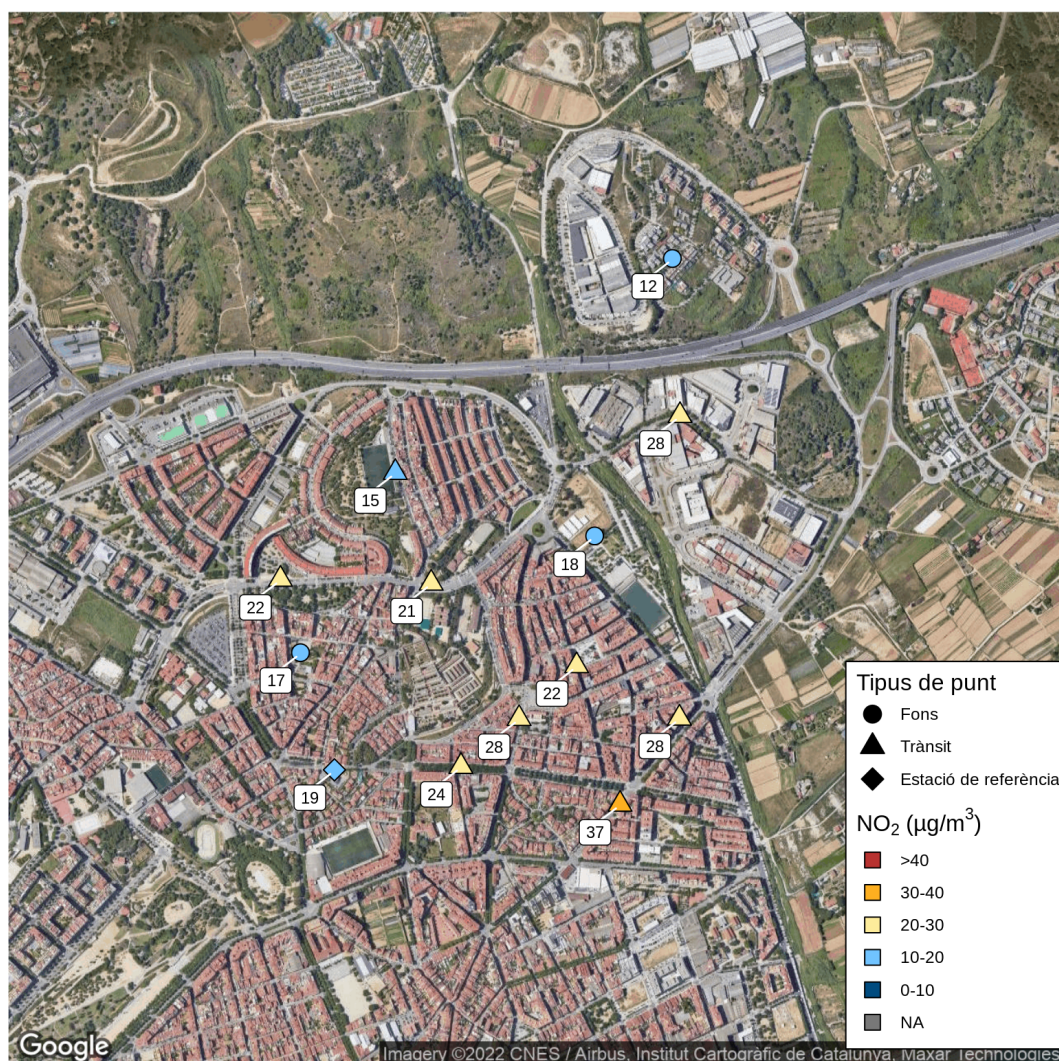 12
28
15
18
22
21
17
22
28
28
19
24
37
Tipus de punt
Fons
Trànsit
Estació de referència
NO₂ (µg/m³)
>40
30-40
20-30
10-20
0-10
NA
Google
Imagery ©2022 CNES / Airbus, Institut Cartogràfic de Catalunya, Maxar Technologies